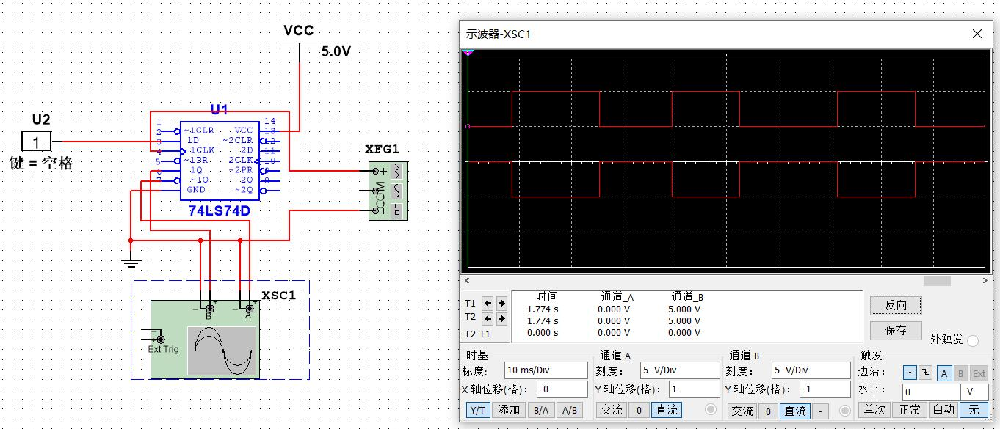 VCC
5.0V
U2
1
键 = 空格
U1
1
2
3
4
5
6
7
14
13
12
11
10
9
8
~1CLR VCC
1D ~2CLR
1CLK 2D
~1PR 2CLK
1Q ~2PR
~1Q 2Q
GND ~2Q
74LS74D
XFG1
+
COM
XSC1
B A
Ext Trig
示波器-XSC1
时间 通道_A 通道_B
T1 1.774 s 0.000 V 5.000 V
T2 1.774 s 0.000 V 5.000 V
T2-T1 0.000 s 0.000 V 0.000 V
反向
保存
外触发
时基 通道 A 通道 B 触发
标度: 10 ms/Div 刻度: 5 V/Div 刻度: 5 V/Div 边沿: A B Ext
X 轴位移(格): -0 Y 轴位移(格): 1 Y 轴位移(格): -1 水平: 0 V
Y/T 添加 B/A A/B 交流 0 直流 交流 0 直流 - 单次 正常 自动 无